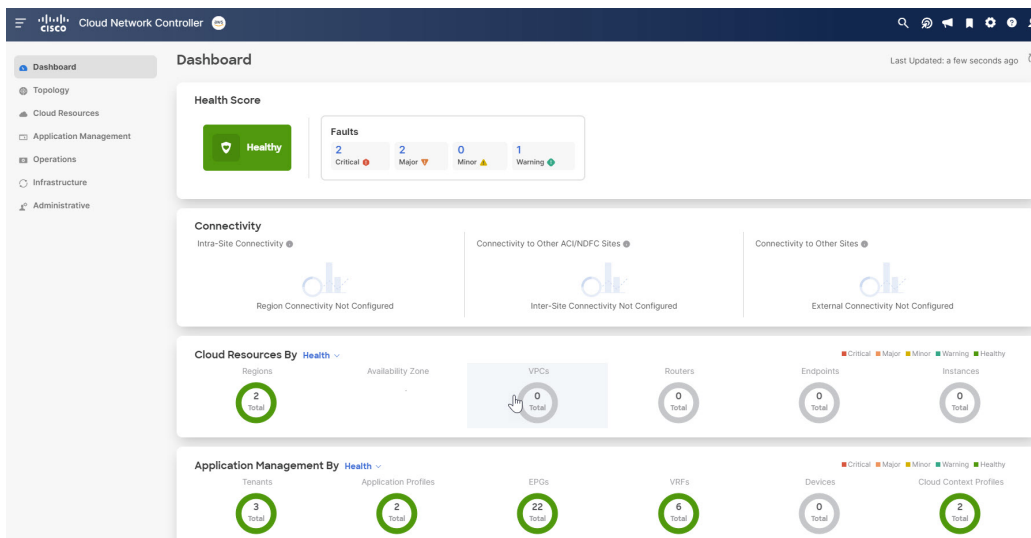 CISCO Cloud Network Controller aws
Dashboard
Topology
Cloud Resources
Application Management
Operations
Infrastructure
Administrative
Dashboard
Last Updated: a few seconds ago
Health Score
Healthy
Faults
2 2 0 1
Critical Major Minor Warning
Connectivity
Intra-Site Connectivity
Connectivity to Other ACI/NDFC Sites
Connectivity to Other Sites
Region Connectivity Not Configured
Inter-Site Connectivity Not Configured
External Connectivity Not Configured
Cloud Resources By Health
Critical Major Minor Warning Healthy
Regions Availability Zone VPCs Routers Endpoints Instances
2 - 0 0 0 0
Total Total Total Total Total
Application Management By Health
Critical Major Minor Warning Healthy
Tenants Application Profiles EPGs VRFs Devices Cloud Context Profiles
3 2 22 6 0 2
Total Total Total Total Total Total